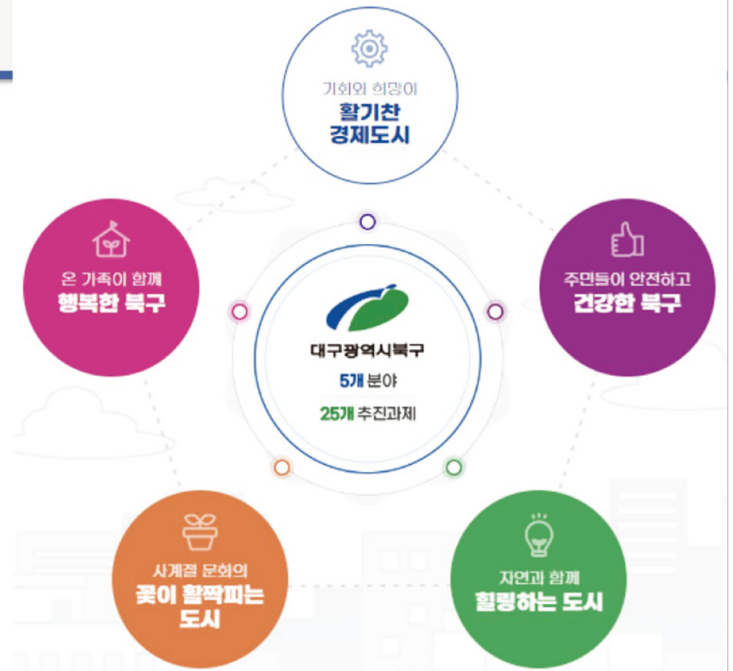 기회와 희망이
활기찬
경제도시
온 가족이 함께
행복한 북구
주민들이 안전하고
건강한 북구
대구광역시북구
5개 분야
25개 추진과제
사계절 문화의
꽃이 활짝피는
도시
자연과 함께
힐링하는 도시